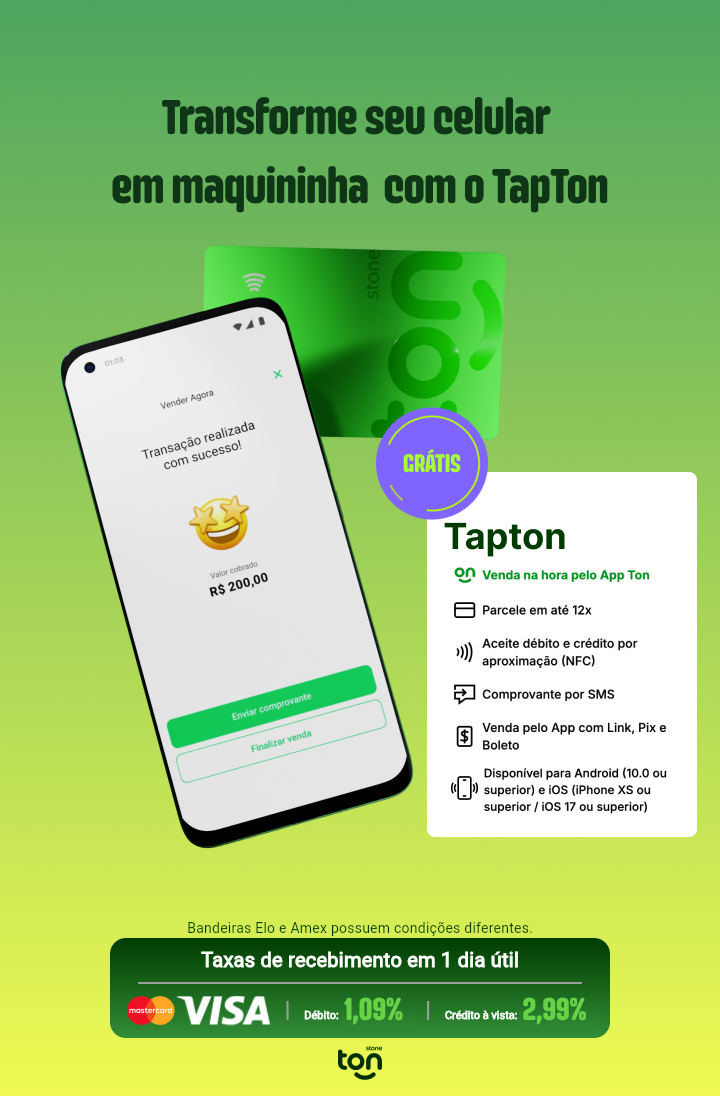 Transforme seu celular
em maquininha com o TapTon
stone
ton
01:03
Vender Agora
Transação realizada
com sucesso!
Valor cobrado
R$ 200,00
Enviar comprovante
Finalizar venda
GRÁTIS
Tapton
on Venda na hora pelo App Ton
Parcele em até 12x
Aceite débito e crédito por
aproximação (NFC)
Comprovante por SMS
Venda pelo App com Link, Pix e
Boleto
Disponível para Android (10.0 ou
superior) e iOS (iPhone XS ou
superior / iOS 17 ou superior)
Bandeiras Elo e Amex possuem condições diferentes.
Taxas de recebimento em 1 dia útil
mastercard VISA | Débito: 1,09% | Crédito à vista: 2,99%
stone
ton